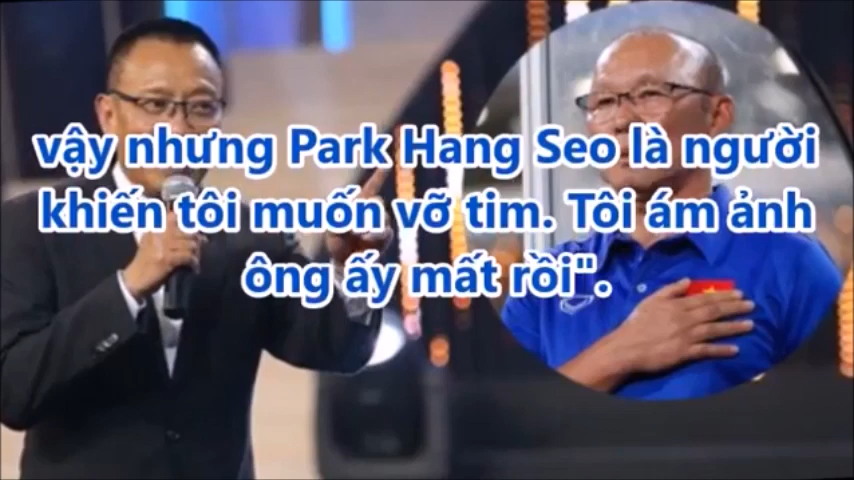 vậy nhưng Park Hang Seo là người
khiến tôi muốn vỡ tim. Tôi ám ảnh
ông ấy mất rồi".